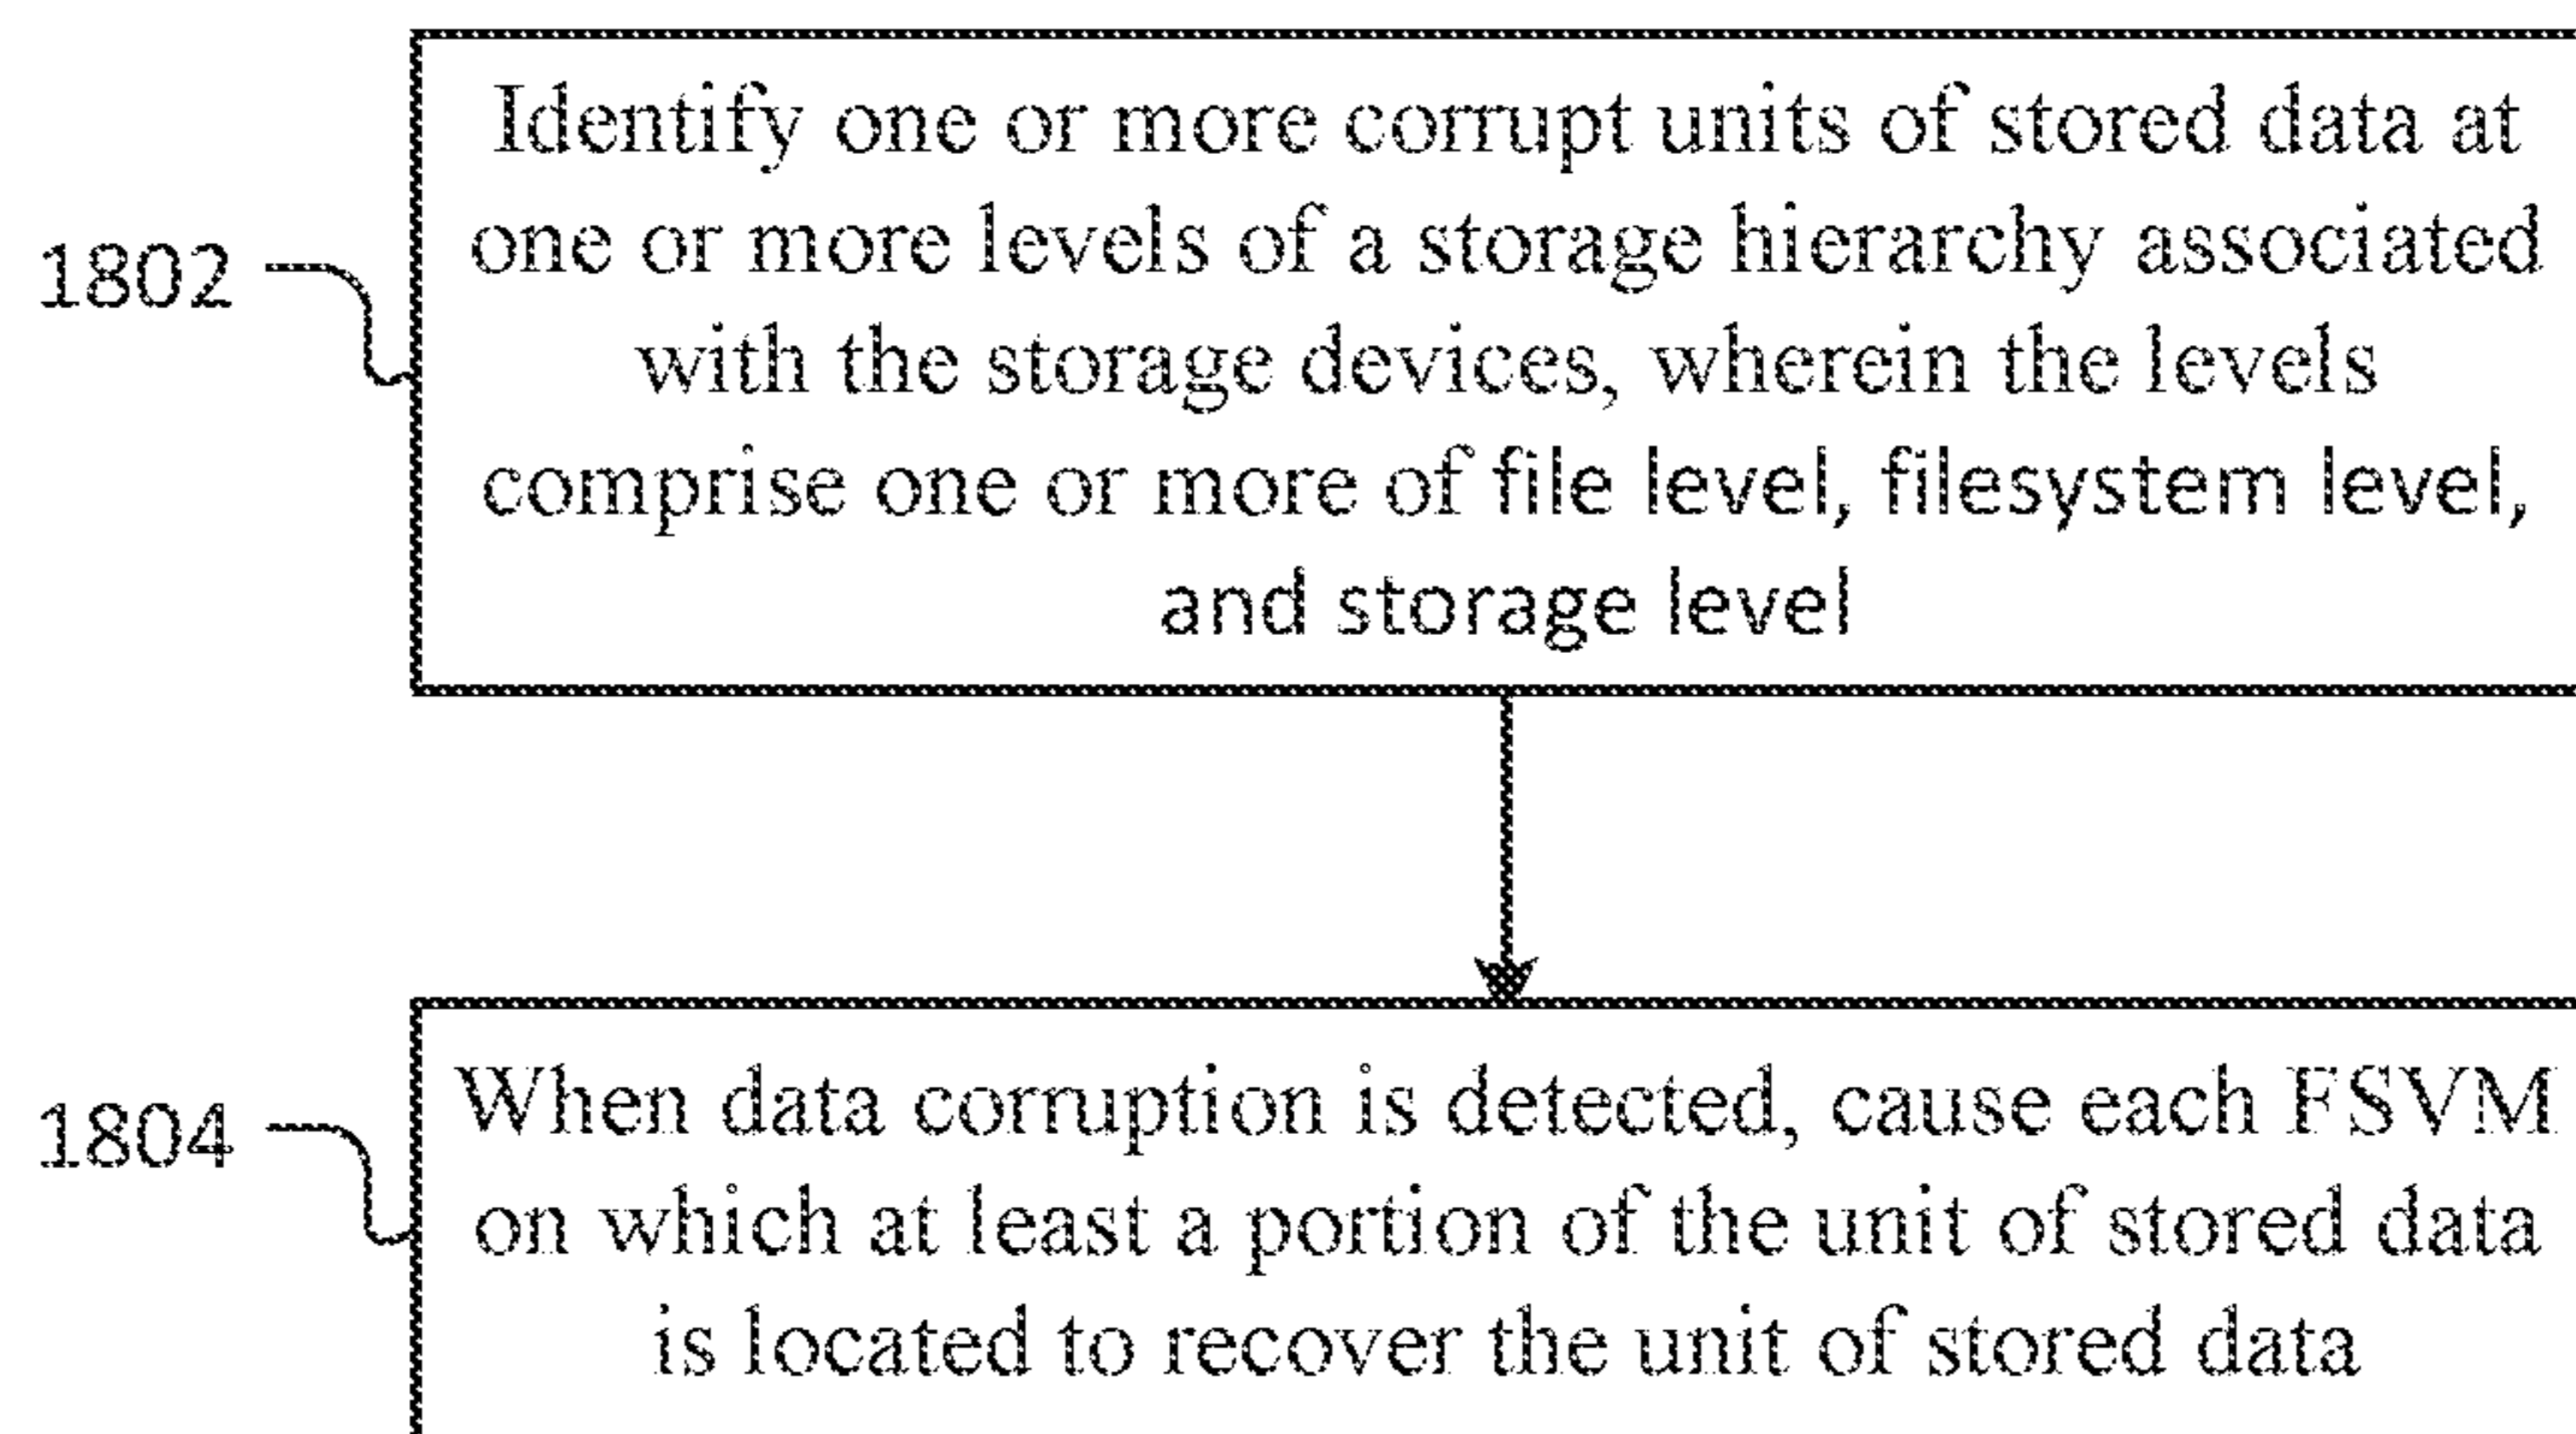 Identify one or more corrupt units of stored data at
one or more levels of a storage hierarchy associated
1802
with the storage devices, wherein the levels
comprise one or more of file level, filesystem level,
and storage level
When data corruption is detected, cause each FSVM
1804
on which at least a portion of the unit of stored data
is located to recover the unit of stored data